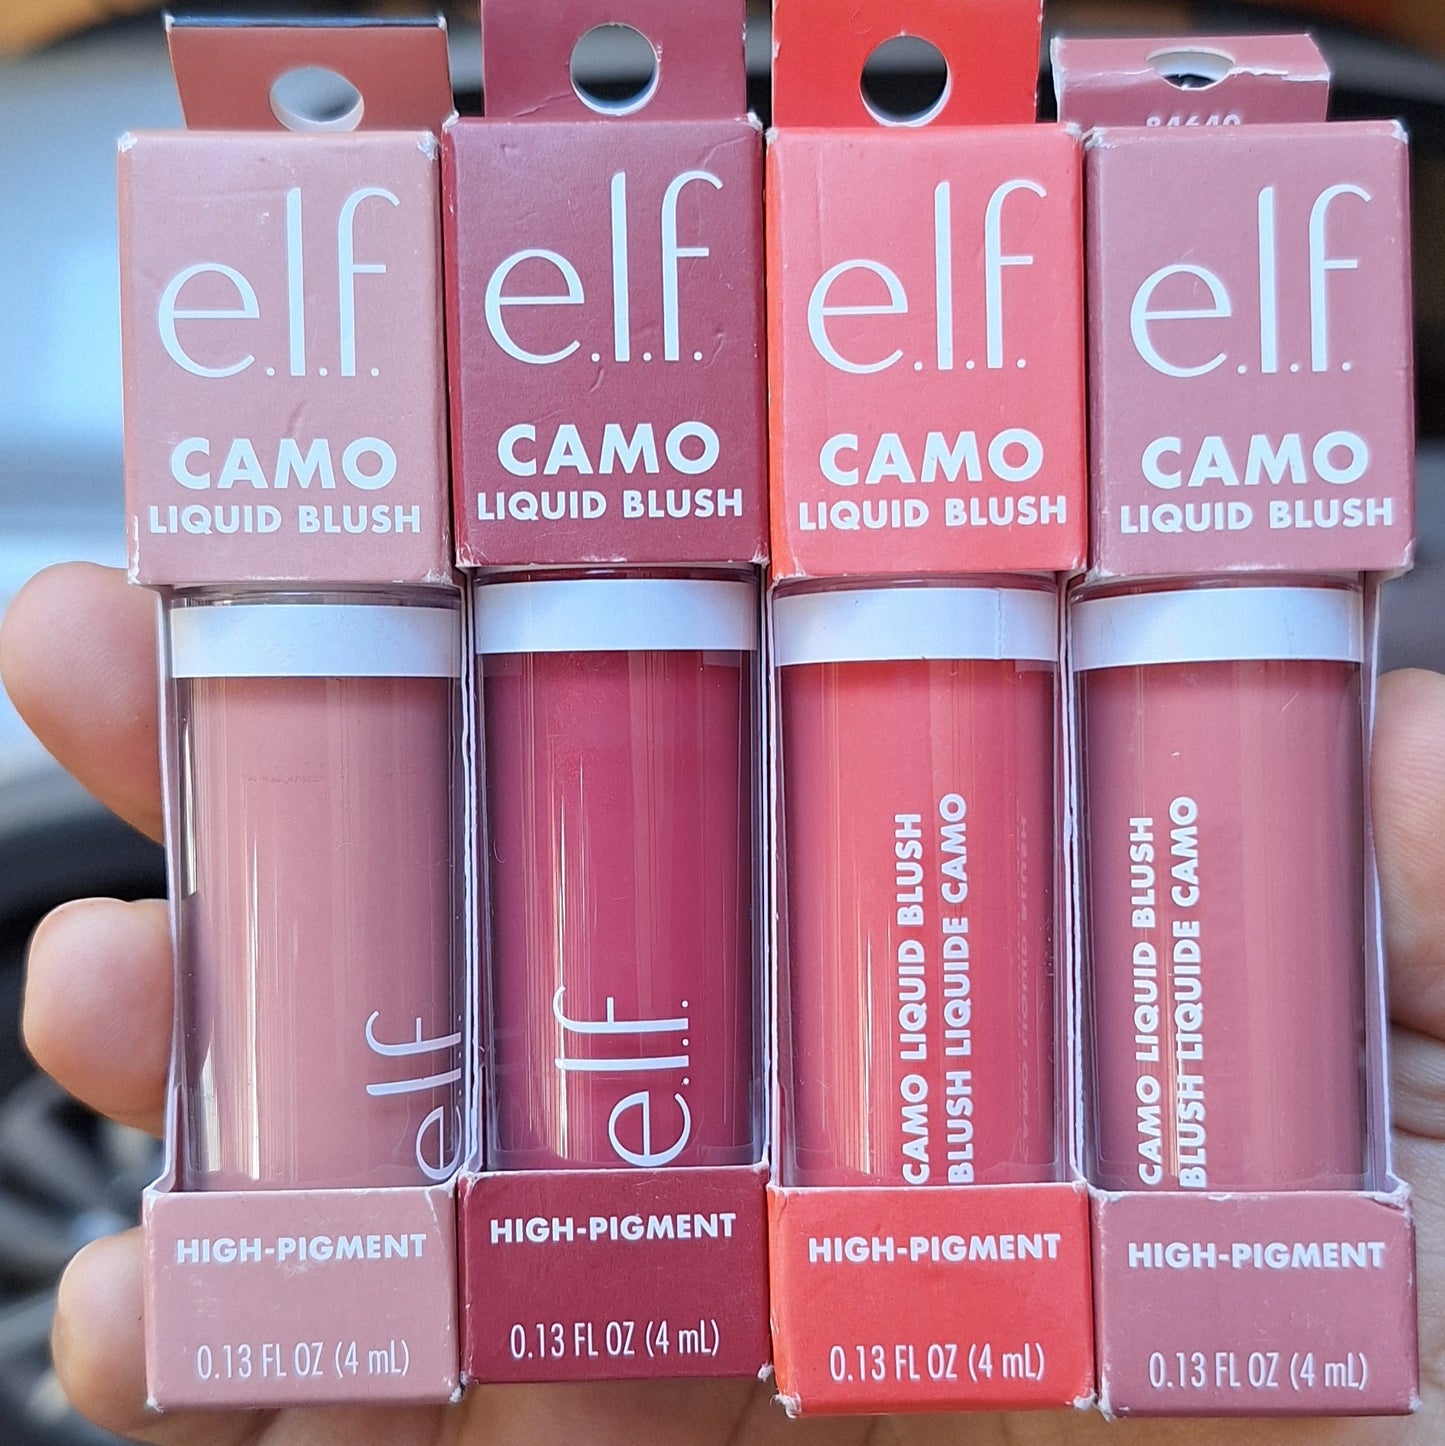 e.l.f.
CAMO
LIQUID BLUSH
e.l.f.
HIGH-PIGMENT
0.13 FL OZ (4 mL)
e.l.f.
CAMO
LIQUID BLUSH
e.l.f.
HIGH-PIGMENT
0.13 FL OZ (4 mL)
e.l.f.
CAMO
LIQUID BLUSH
CAMO LIQUID BLUSH
BLUSH LIQUIDE CAMO
HIGH-PIGMENT
0.13 FL OZ (4 mL)
84640
e.l.f.
CAMO
LIQUID BLUSH
CAMO LIQUID BLUSH
BLUSH LIQUIDE CAMO
HIGH-PIGMENT
0.13 FL OZ (4 mL)